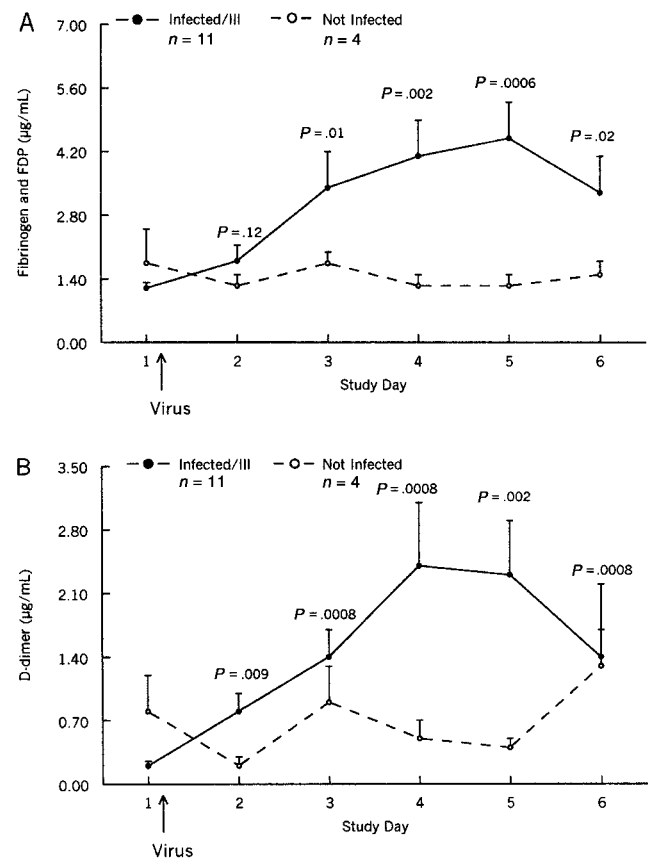 A
Infected/Ill
Not Infected
n = 11
n = 4
7.00
5.60
4.20
2.80
1.40
0.00
Fibrinogen and FDP (µg/mL)
P = .12
P = .01
P = .002
P = .0006
P = .02
1 2 3 4 5 6
Study Day
Virus
B
Infected/Ill
Not Infected
n = 11
n = 4
3.50
2.80
2.10
1.40
0.70
0.00
D-dimer (µg/mL)
P = .009
P = .0008
P = .0008
P = .002
P = .0008
1 2 3 4 5 6
Study Day
Virus